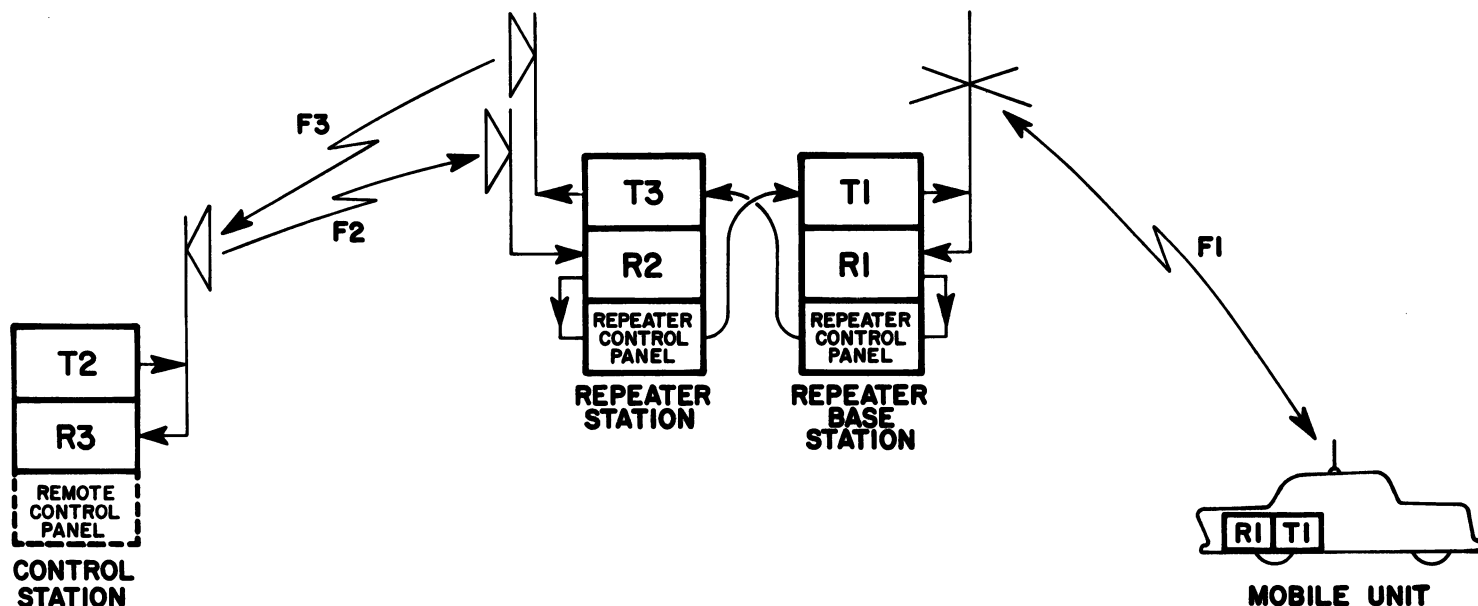 F3
F2
T2
R3
REMOTE
CONTROL
PANEL
CONTROL
STATION
T3
R2
REPEATER
CONTROL
PANEL
REPEATER
STATION
T1
R1
REPEATER
CONTROL
PANEL
REPEATER
BASE
STATION
F1
R1 T1
MOBILE UNIT